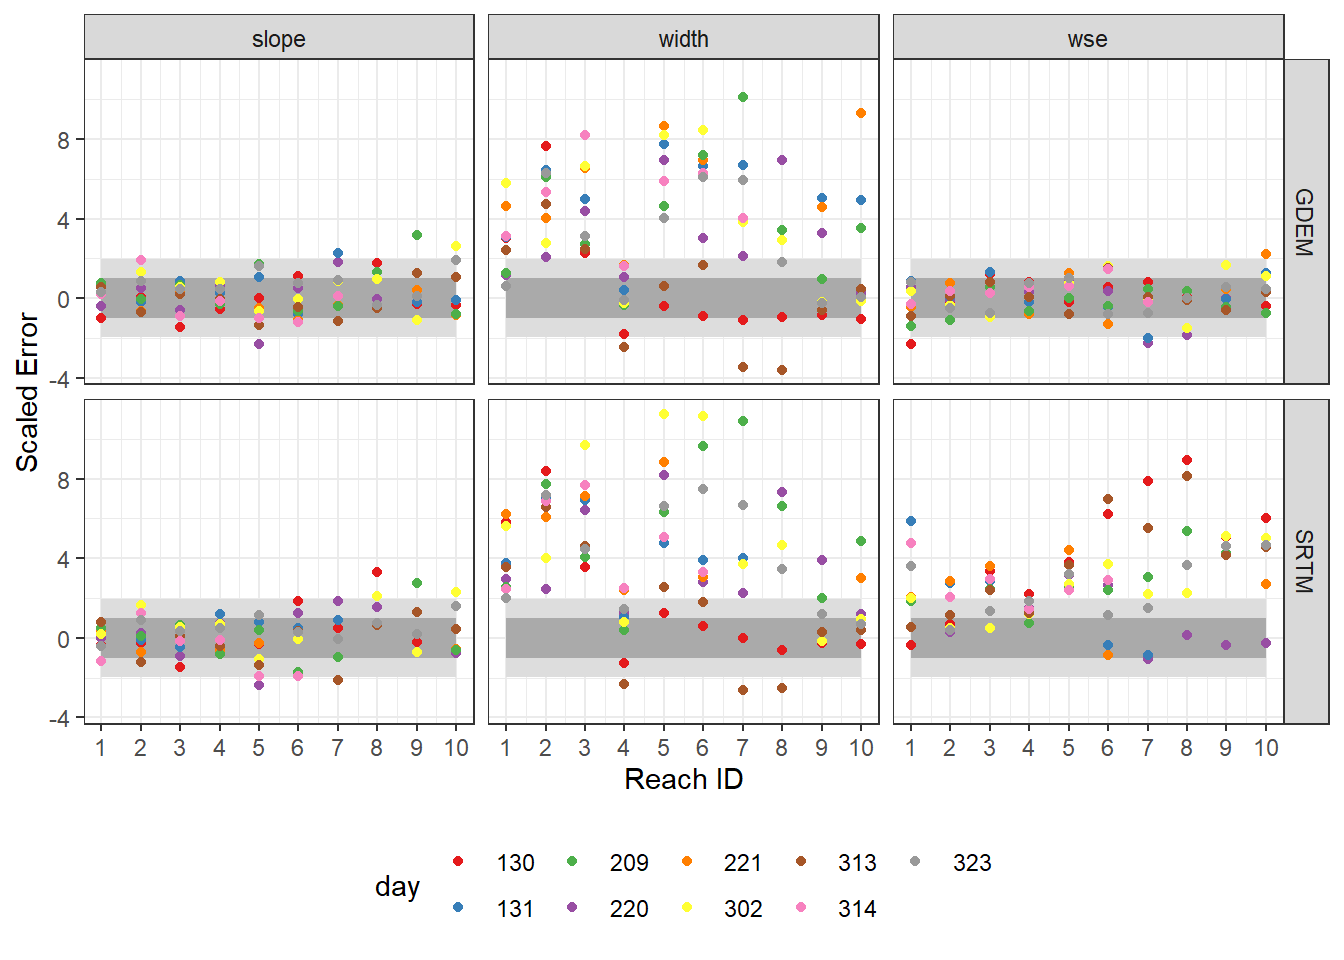 slope width wse
8
4
0
-4
GDEM
Scaled Error
8
4
0
-4
SRTM
1 2 3 4 5 6 7 8 9 10 1 2 3 4 5 6 7 8 9 10 1 2 3 4 5 6 7 8 9 10
Reach ID
day
130 209 221 313 323
131 220 302 314